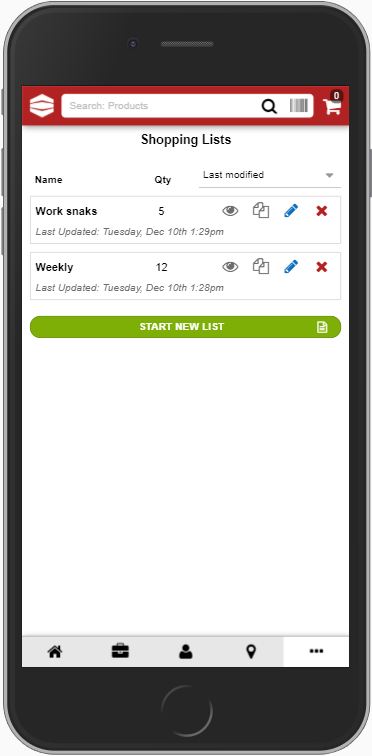 Search: Products
0
Shopping Lists
Name Qty Last modified
Work snaks 5
Last Updated: Tuesday, Dec 10th 1:29pm
Weekly 12
Last Updated: Tuesday, Dec 10th 1:28pm
START NEW LIST